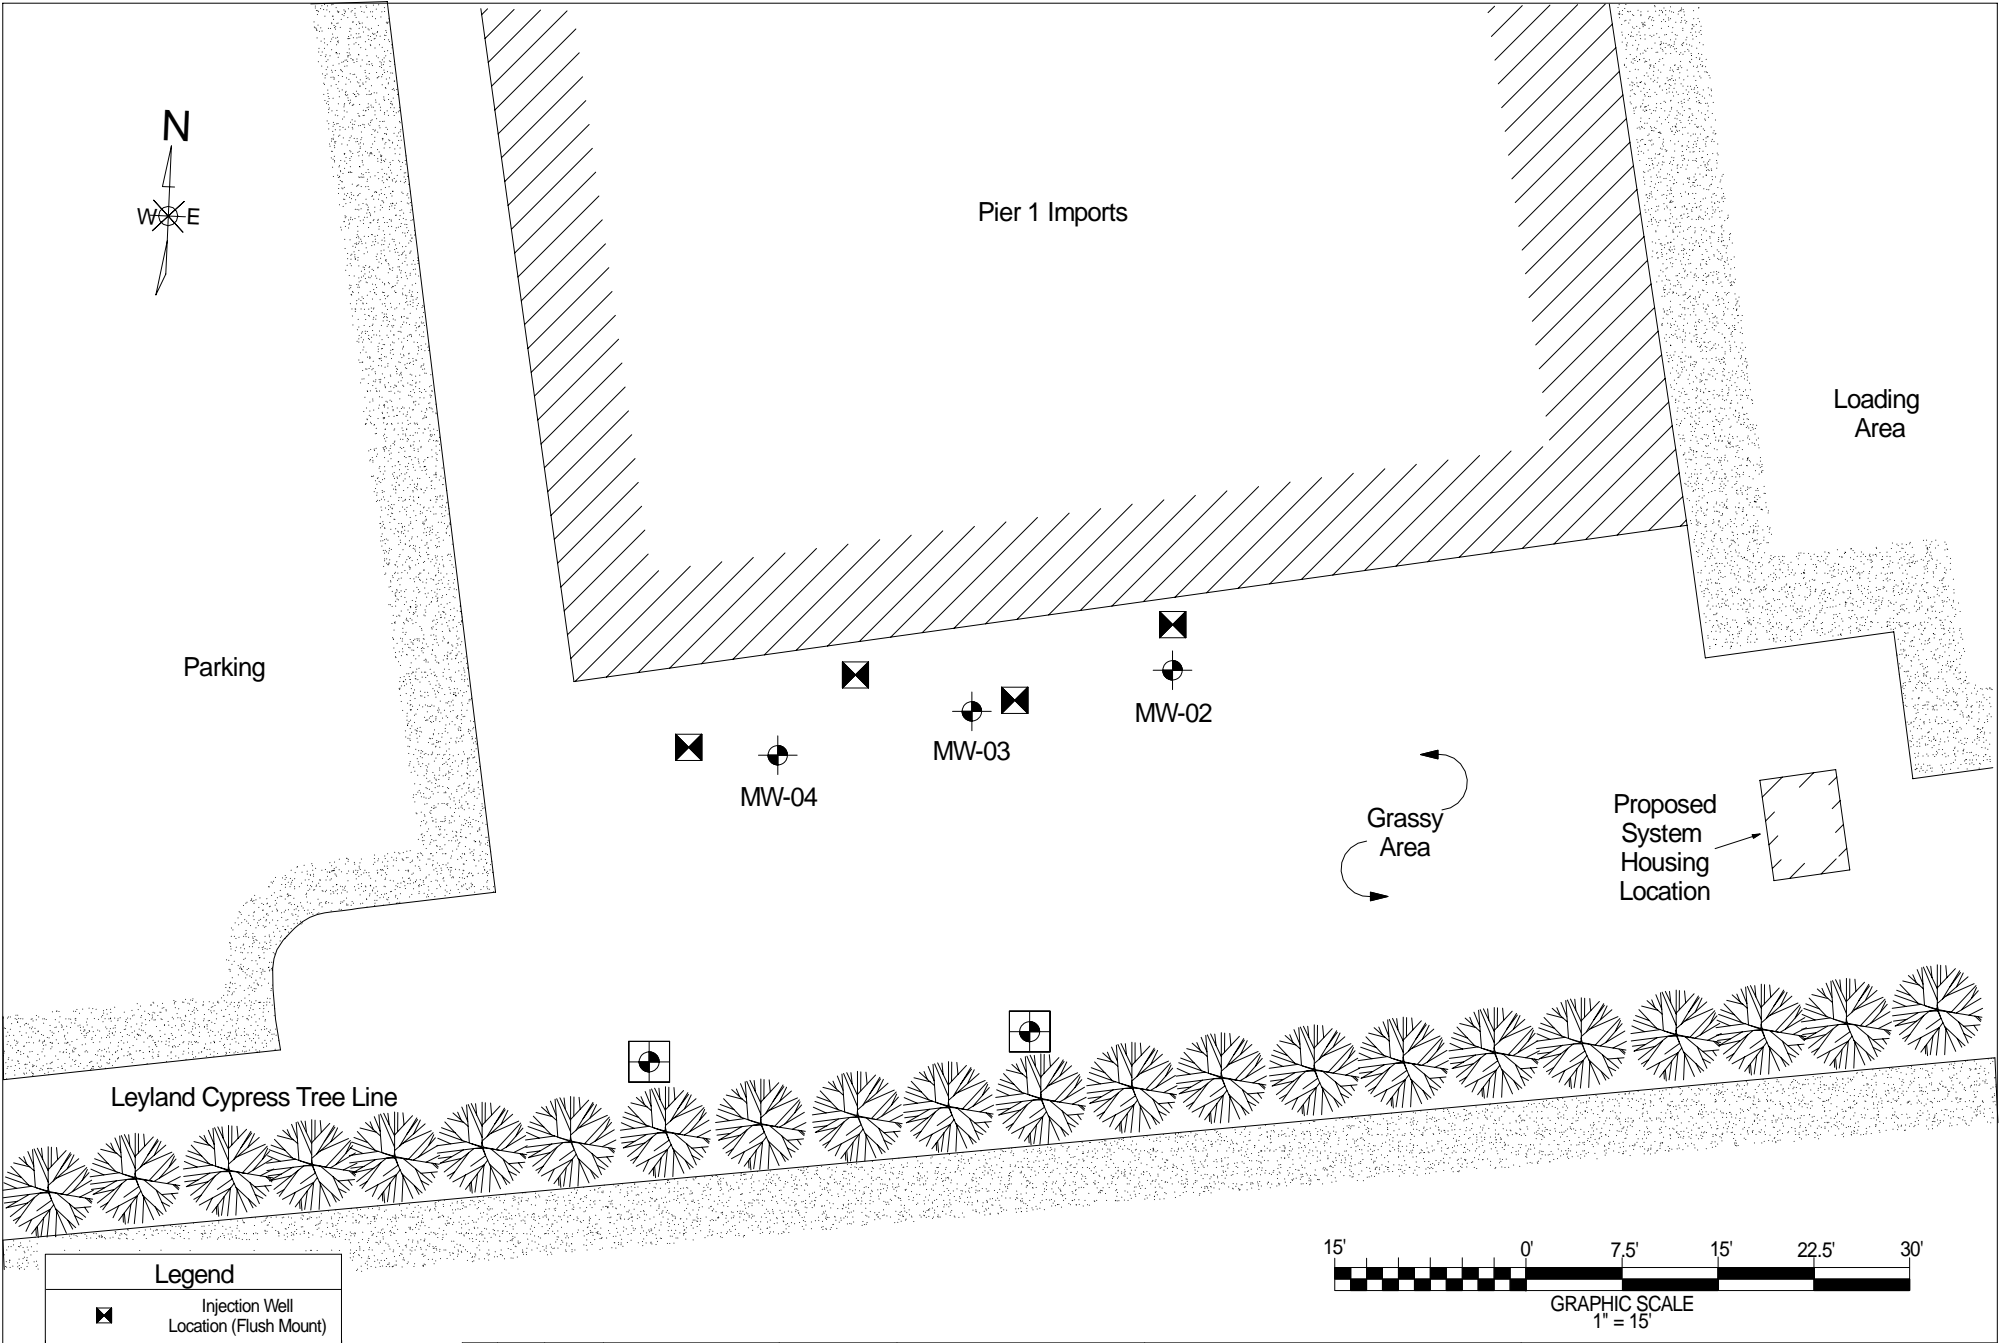 N
W E
Pier 1 Imports
Loading
Area
Parking
MW-02
MW-03
MW-04
Grassy
Area
Proposed
System
Housing
Location
Leyland Cypress Tree Line
Legend
Injection Well
Location (Flush Mount)
15' 0' 7.5' 15' 22.5' 30'
GRAPHIC SCALE
1" = 15'